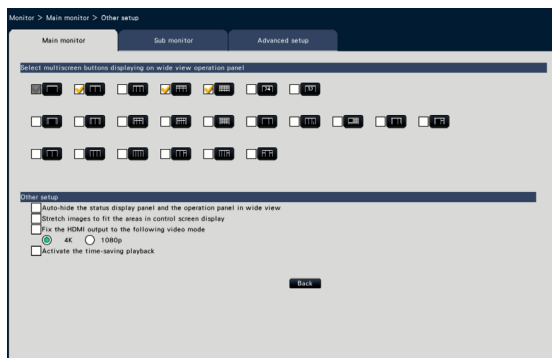 Monitor > Main monitor > Other setup
Main monitor
Sub monitor
Advanced setup
Select multiscreen buttons displaying on wide view operation panel
Other setup
Auto-hide the status display panel and the operation panel in wide view
Stretch images to fit the areas in control screen display
Fix the HDMI output to the following video mode
4K 1080p
Activate the time-saving playback
Back